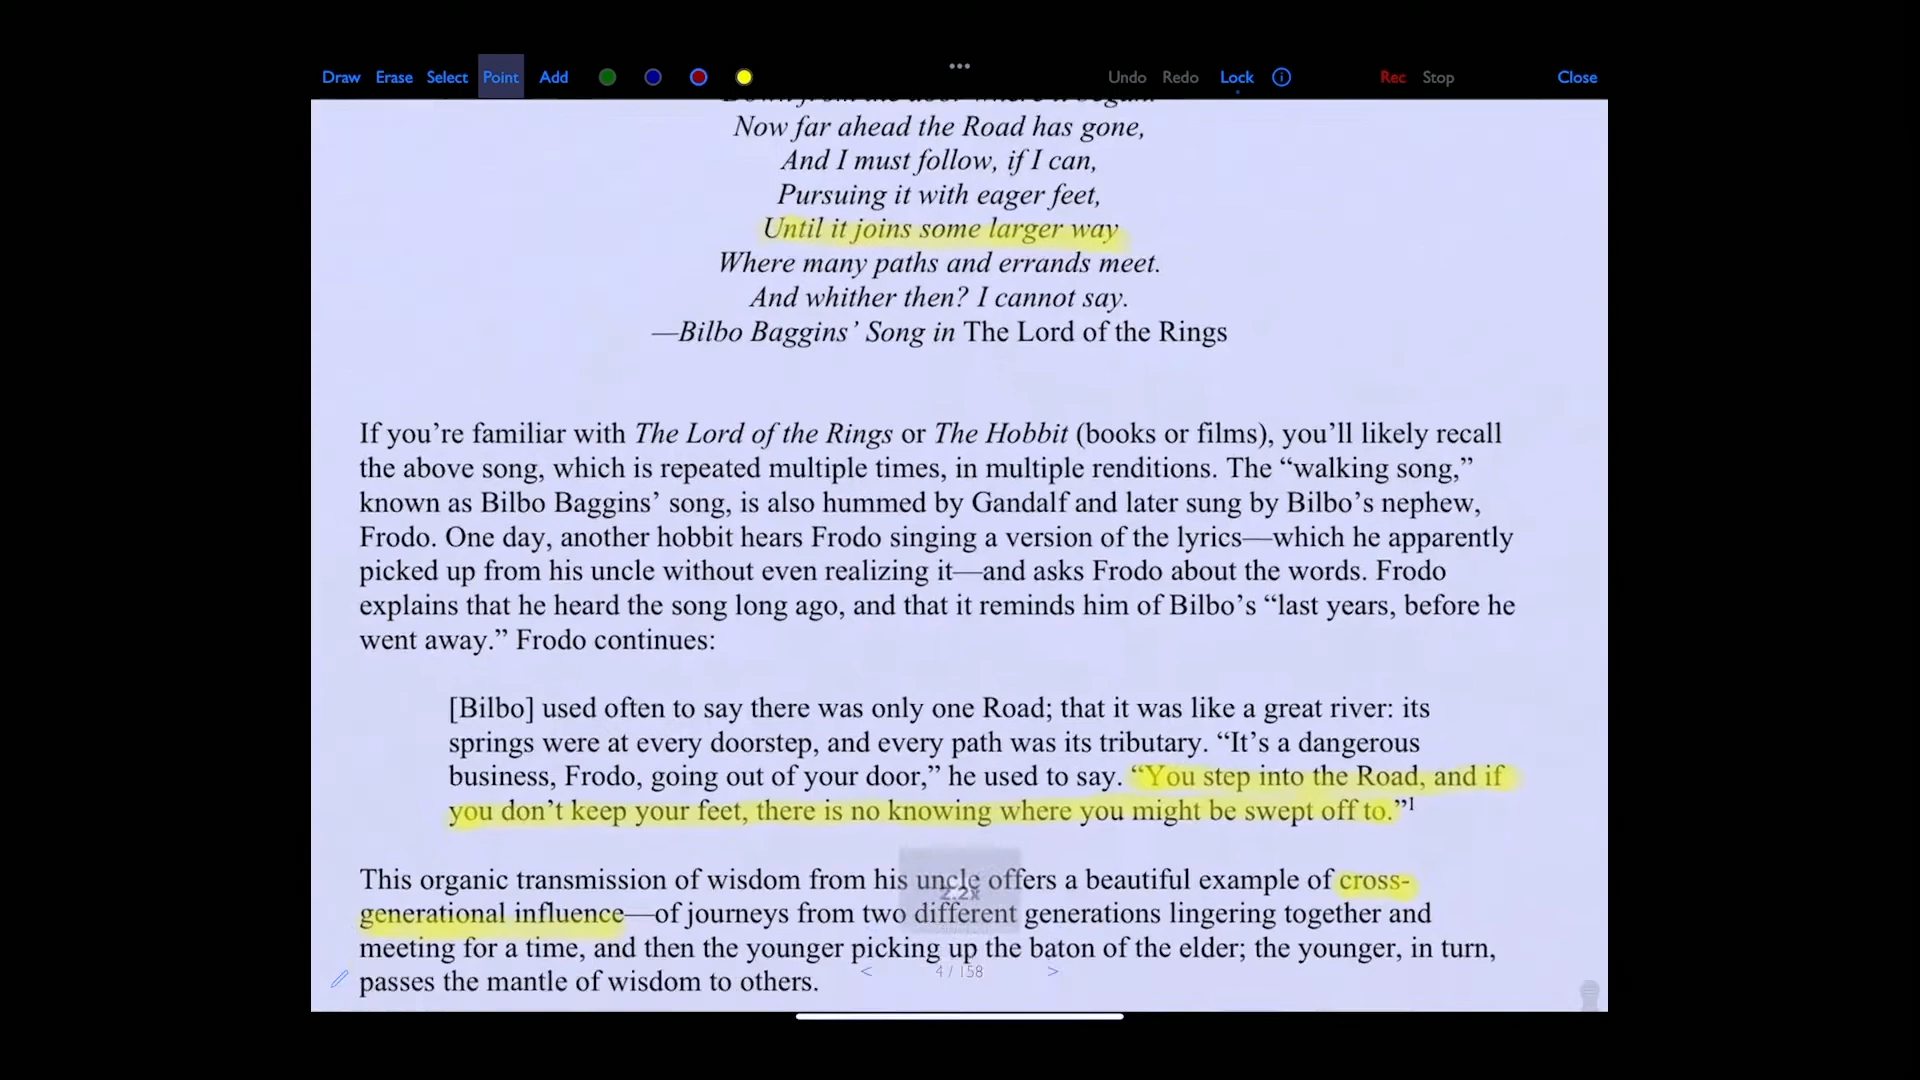 Draw Erase Select Point Add Undo Redo Lock Rec Stop Close
Down from the door where it began.
Now far ahead the Road has gone,
And I must follow, if I can,
Pursuing it with eager feet,
Until it joins some larger way
Where many paths and errands meet.
And whither then? I cannot say.
—Bilbo Baggins’ Song in The Lord of the Rings
If you’re familiar with The Lord of the Rings or The Hobbit (books or films), you’ll likely recall
the above song, which is repeated multiple times, in multiple renditions. The “walking song,”
known as Bilbo Baggins’ song, is also hummed by Gandalf and later sung by Bilbo’s nephew,
Frodo. One day, another hobbit hears Frodo singing a version of the lyrics—which he apparently
picked up from his uncle without even realizing it—and asks Frodo about the words. Frodo
explains that he heard the song long ago, and that it reminds him of Bilbo’s “last years, before he
went away.” Frodo continues:
[Bilbo] used often to say there was only one Road; that it was like a great river: its
springs were at every doorstep, and every path was its tributary. “It’s a dangerous
business, Frodo, going out of your door,” he used to say. “You step into the Road, and if
you don’t keep your feet, there is no knowing where you might be swept off to.”1
This organic transmission of wisdom from his uncle offers a beautiful example of cross-
2.2x
generational influence—of journeys from two different generations lingering together and
meeting for a time, and then the younger picking up the baton of the elder; the younger, in turn,
< 4 / 158 >
passes the mantle of wisdom to others.